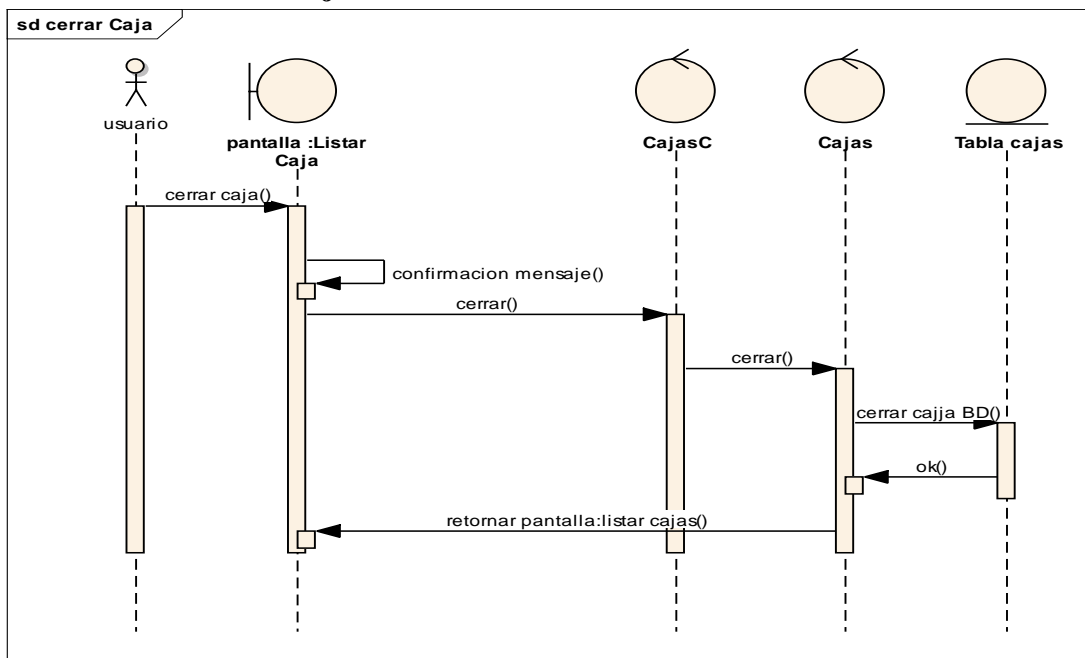 sd cerrar Caja
usuario
pantalla :Listar
Caja
CajasC
Cajas
Tabla cajas
cerrar caja()
confirmacion mensaje()
cerrar()
cerrar()
cerrar cajja BD()
ok()
retornar pantalla:listar cajas()